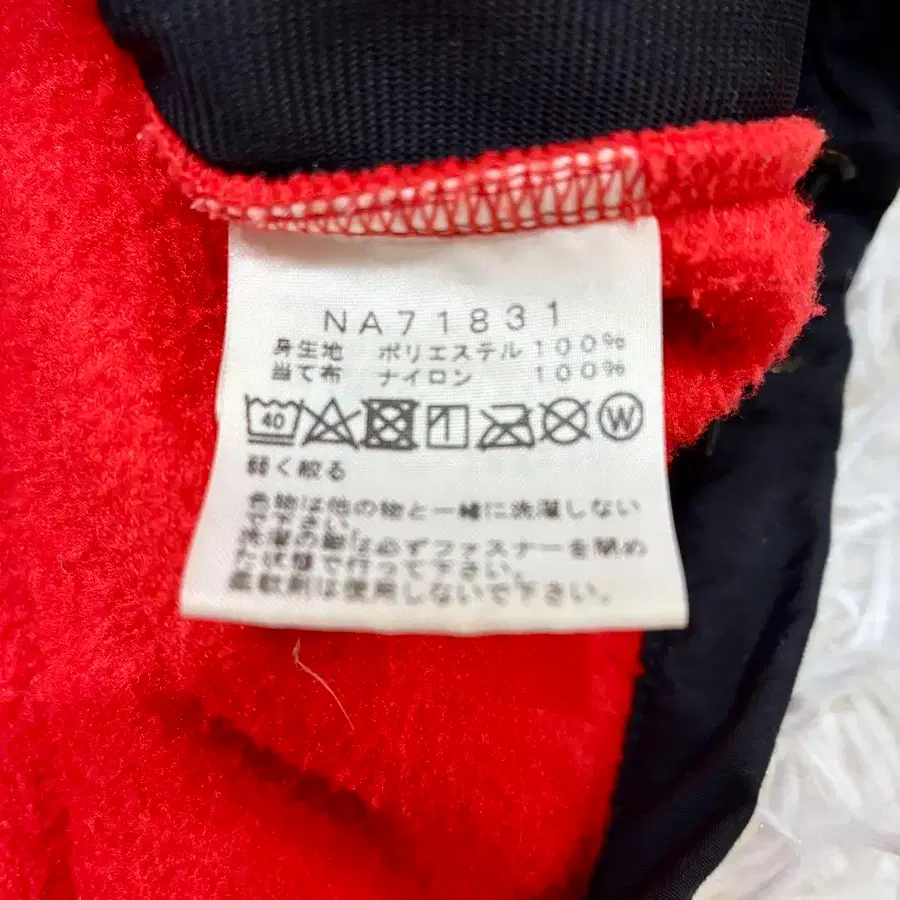 NA71831
身生地 ポリエステル100%
当て布 ナイロン 100%
40 W
弱く絞る
色物は他の物と一緒に洗濯しない
で下さい。
洗濯の際は必ずファスナーを閉め
た状態で行って下さい。
柔軟剤は使用しないで下さい。